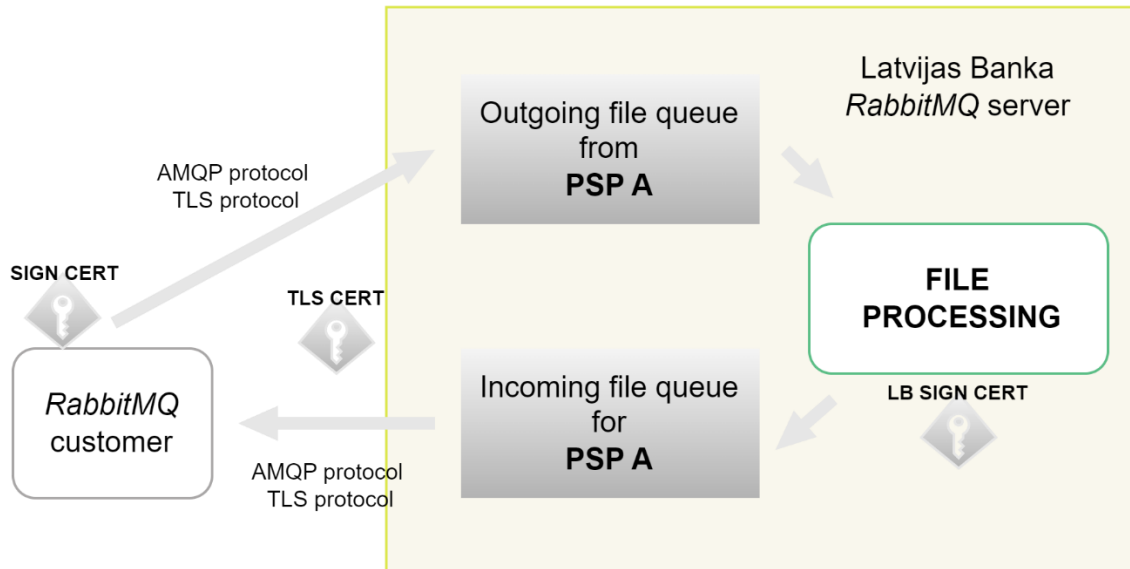 Latvijas Banka
RabbitMQ server
Outgoing file queue
from
PSP A
AMQP protocol
TLS protocol
SIGN CERT
TLS CERT
FILE
PROCESSING
RabbitMQ
customer
Incoming file queue
for
PSP A
LB SIGN CERT
AMQP protocol
TLS protocol